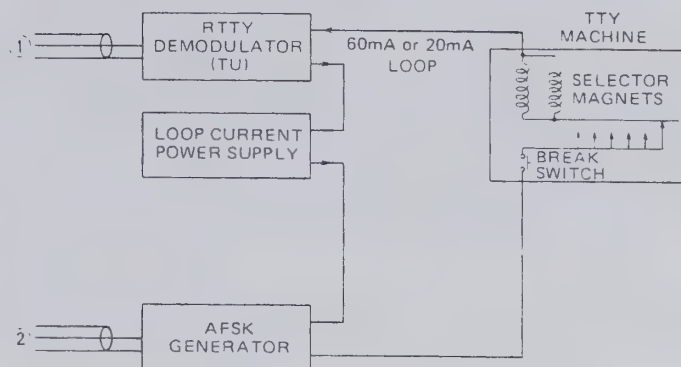 TTY
MACHINE
1
RTTY
DEMODULATOR
(TU)
60mA or 20mA
LOOP
SELECTOR
MAGNETS
LOOP CURRENT
POWER SUPPLY
BREAK
SWITCH
2
AFSK
GENERATOR